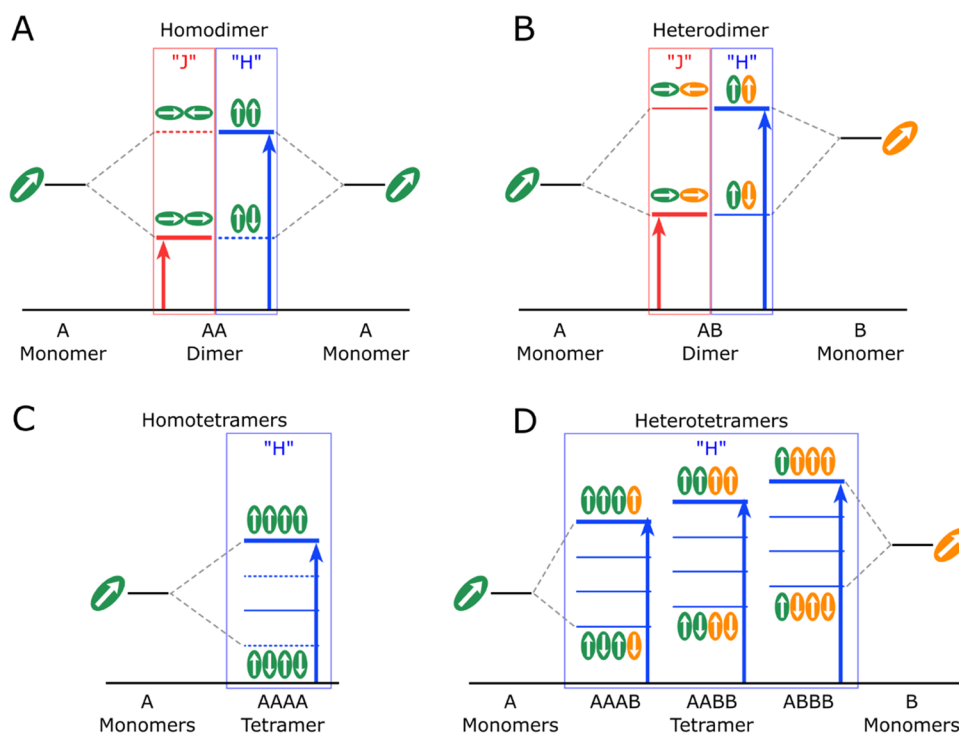 A
Homodimer
"J" "H"
A
Monomer
AA
Dimer
A
Monomer
B
Heterodimer
"J" "H"
A
Monomer
AB
Dimer
B
Monomer
C
Homotetramers
"H"
A
Monomers
AAAA
Tetramer
D
Heterotetramers
"H"
A
Monomers
AAAB AABB ABBB
Tetramer
B
Monomers